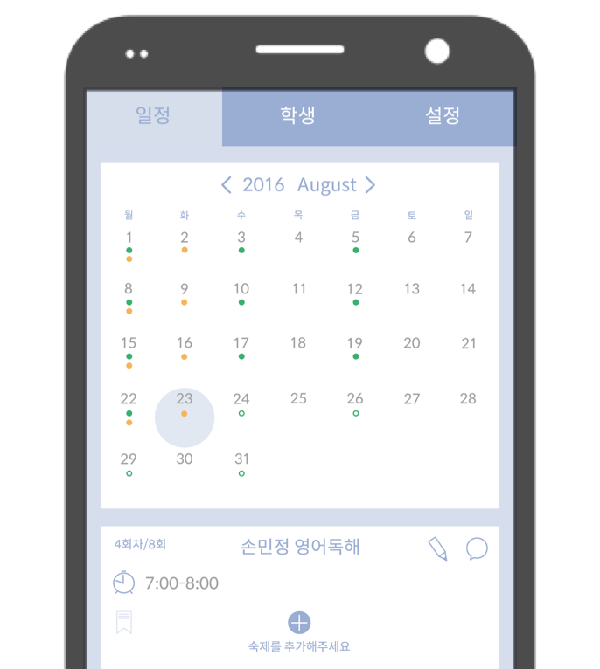 일정 학생 설정
2016 August
월 화 수 목 금 토 일
1 2 3 4 5 6 7
8 9 10 11 12 13 14
15 16 17 18 19 20 21
22 23 24 25 26 27 28
29 30 31
4회차/8회 손민정 영어독해
7:00-8:00
숙제를 추가해주세요